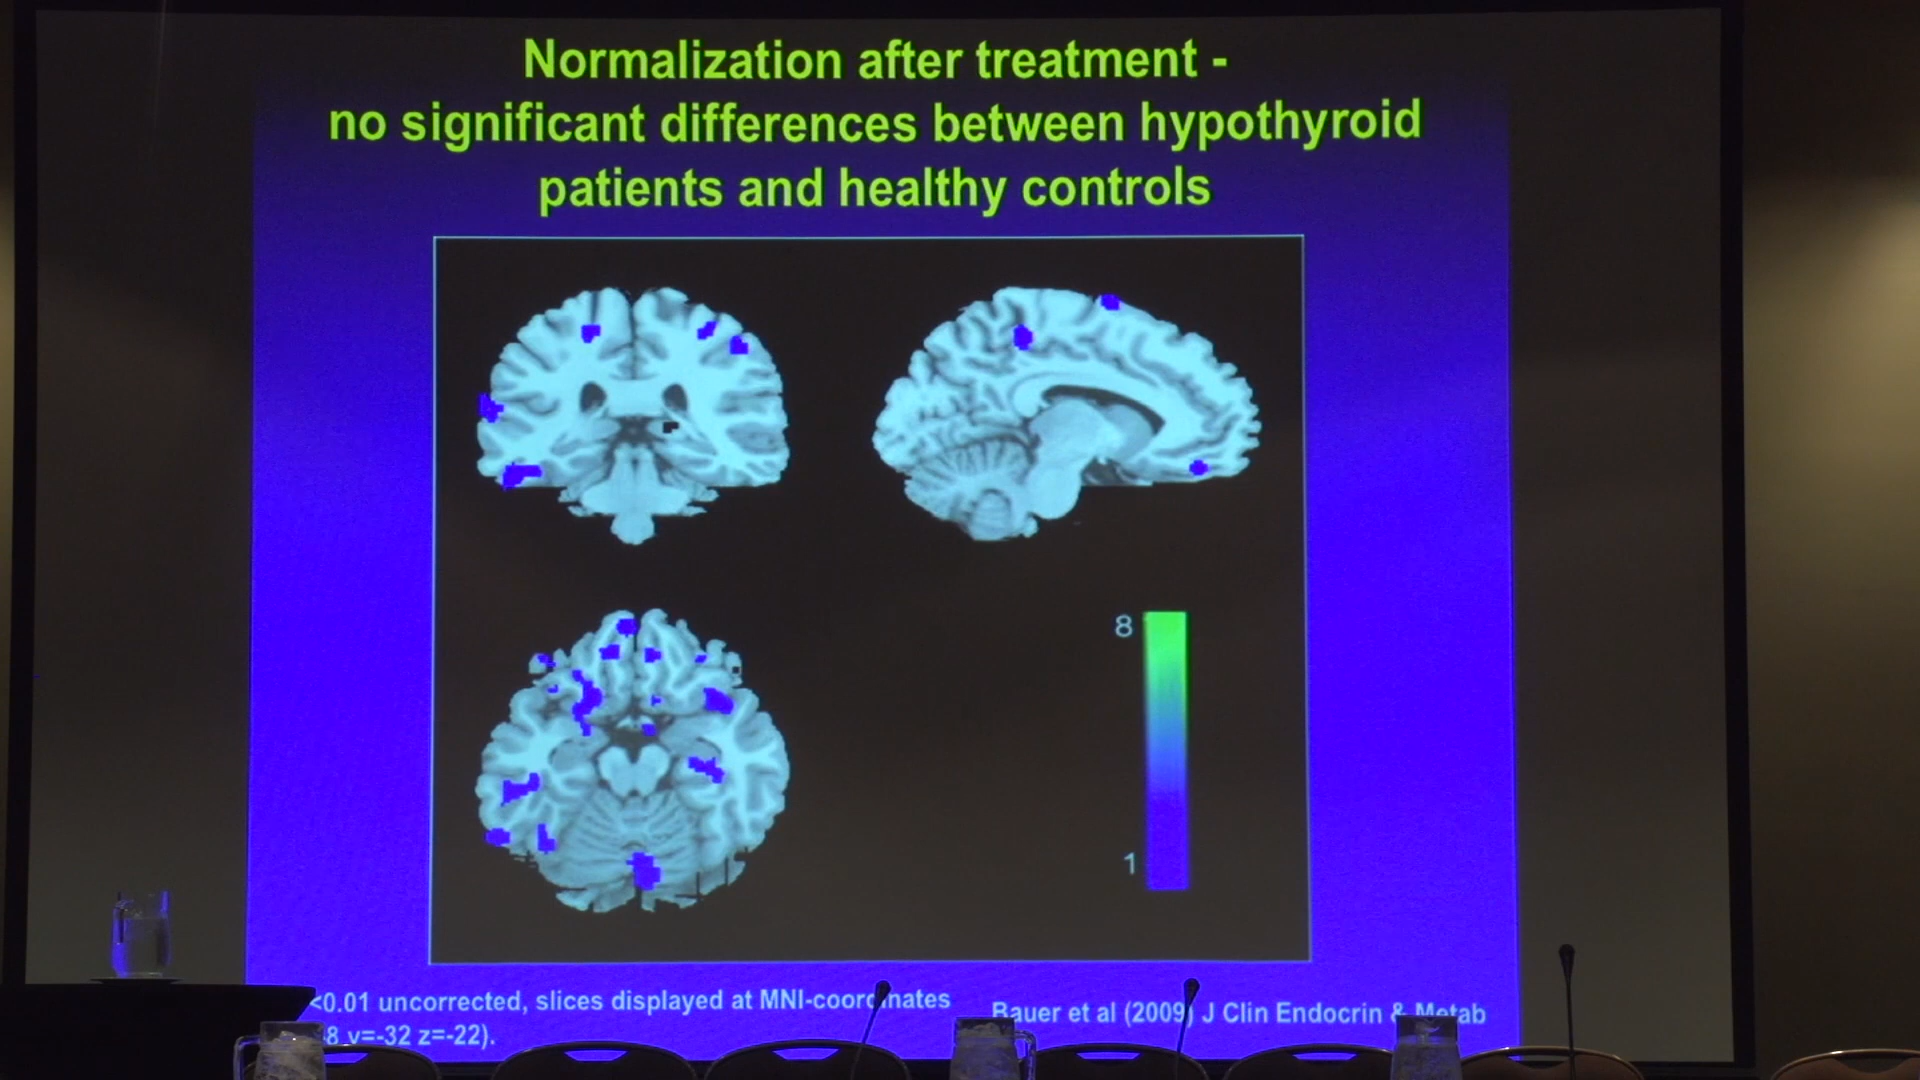 Normalization after treatment -
no significant differences between hypothyroid
patients and healthy controls
8
1
<0.01 uncorrected, slices displayed at MNI-coordinates
8 y=-32 z=-22).
Bauer et al (2009) J Clin Endocrin & Metab